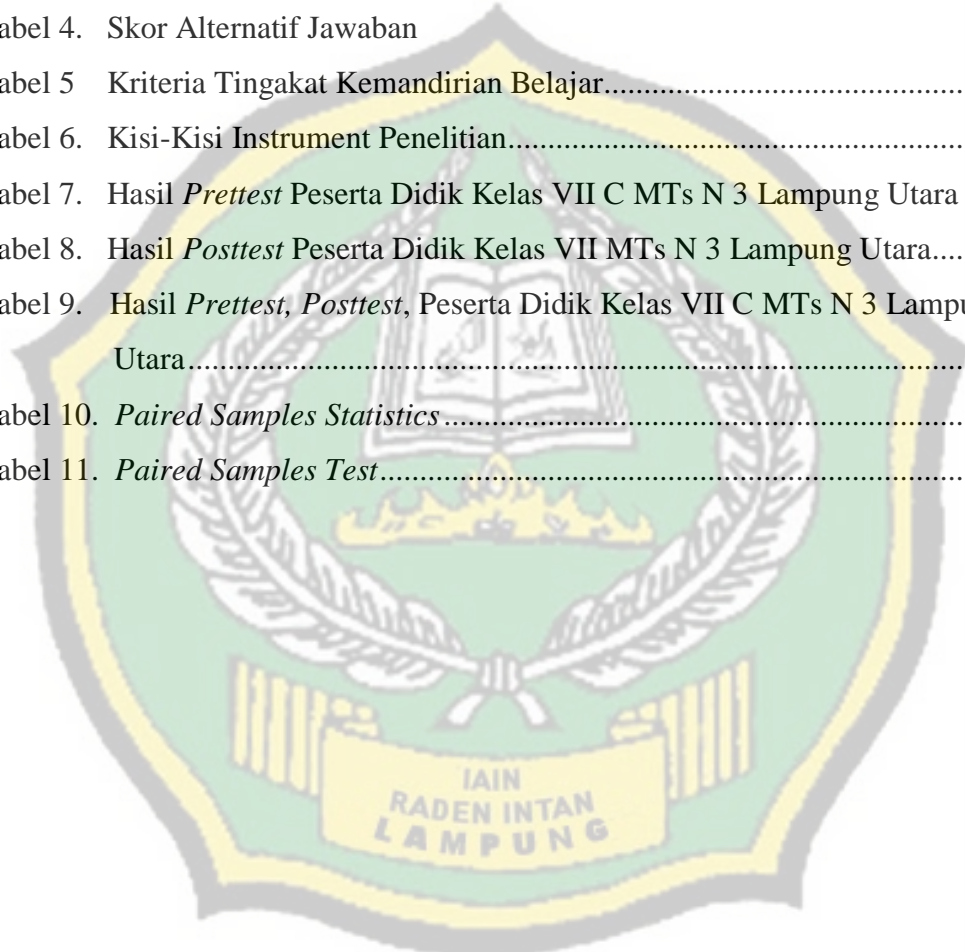 abel 4. Skor Alternatif Jawaban
abel 5 Kriteria Tingakat Kemandirian Belajar....................................
abel 6. Kisi-Kisi Instrument Penelitian................................................
abel 7. Hasil Prettest Peserta Didik Kelas VII C MTs N 3 Lampung Utara
abel 8. Hasil Posttest Peserta Didik Kelas VII MTs N 3 Lampung Utara....
abel 9. Hasil Prettest, Posttest, Peserta Didik Kelas VII C MTs N 3 Lampu
Utara..........................................................................................
abel 10. Paired Samples Statistics.........................................................
abel 11. Paired Samples Test................................................................
IAIN
RADEN INTAN
LAMPUNG